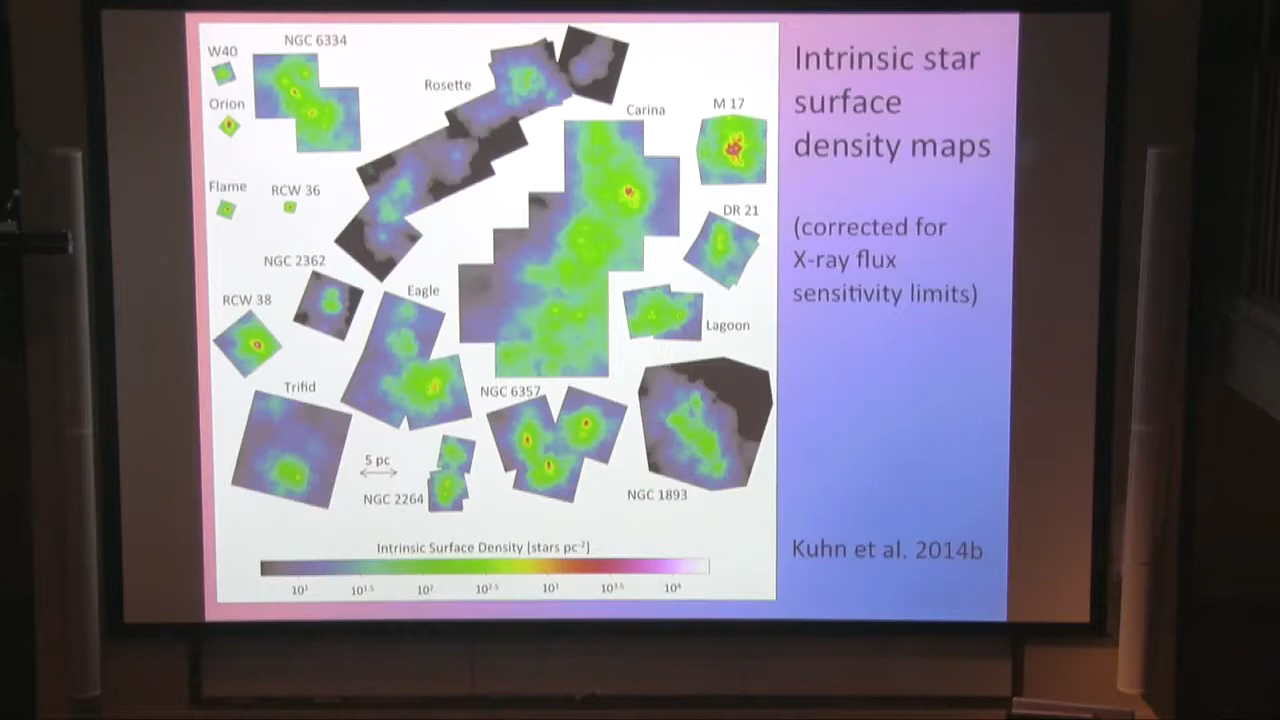 W40
NGC 6334
Orion
Rosette
Carina
M 17
Flame
RCW 36
DR 21
NGC 2362
RCW 38
Eagle
Lagoon
Trifid
NGC 6357
5 pc
NGC 2264
NGC 1893
Intrinsic Surface Density [stars pc⁻²]
10¹ 10¹·⁵ 10² 10²·⁵ 10³ 10³·⁵ 10⁴
Intrinsic star
surface
density maps
(corrected for
X-ray flux
sensitivity limits)
Kuhn et al. 2014b